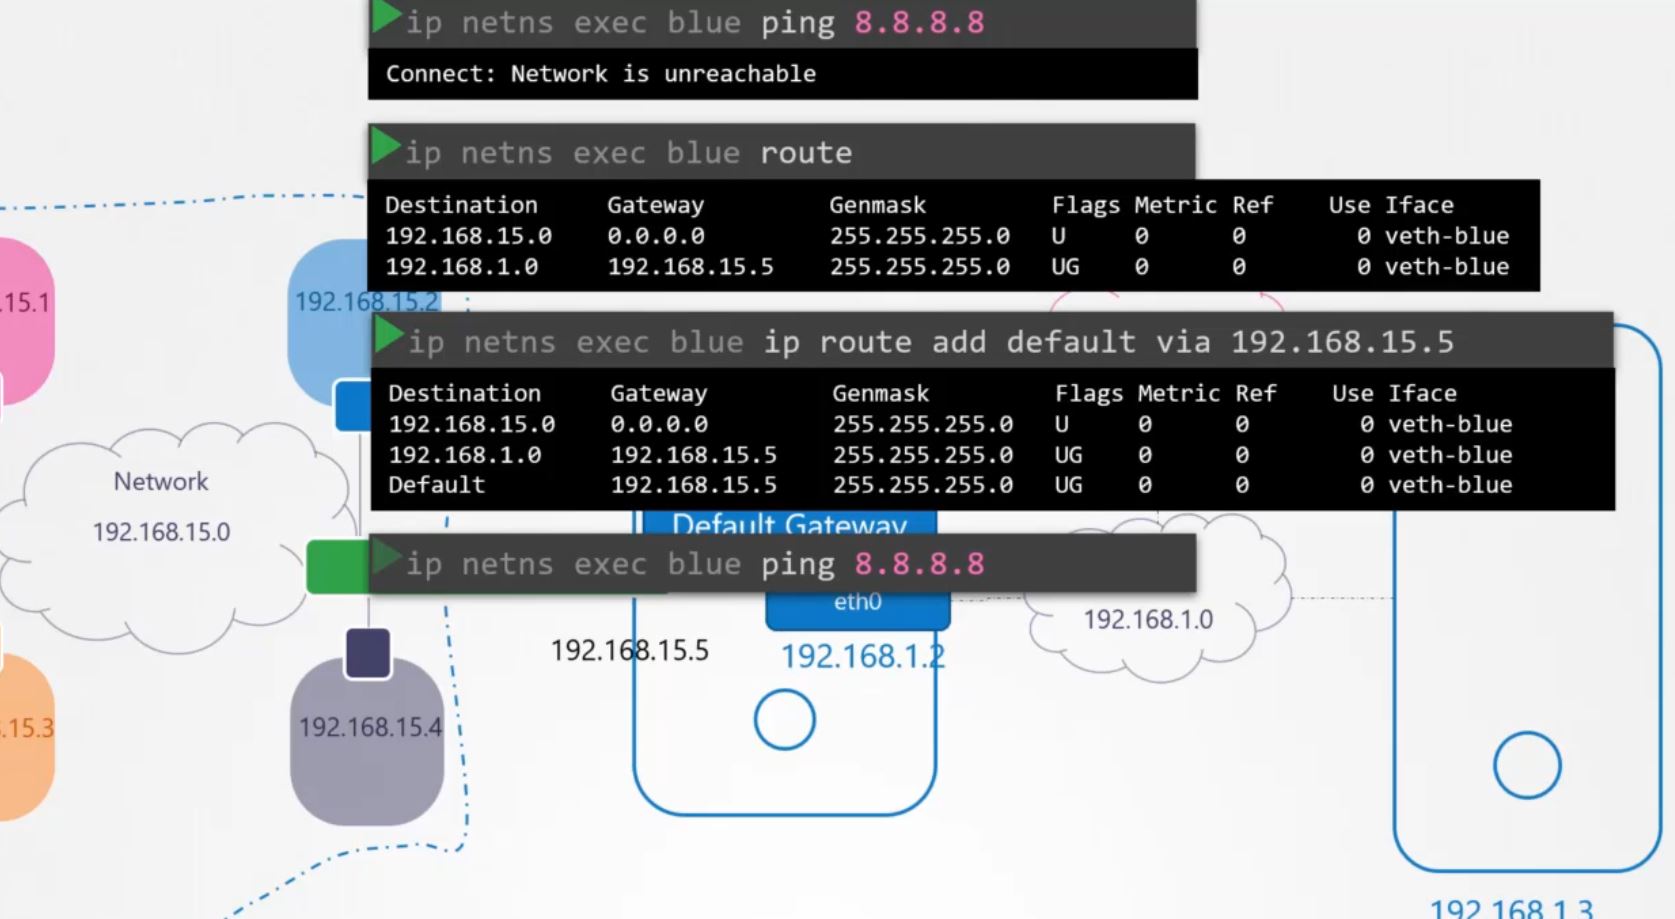 ip netns exec blue ping 8.8.8.8
Connect: Network is unreachable
ip netns exec blue route
Destination Gateway Genmask Flags Metric Ref Use Iface
192.168.15.0 0.0.0.0 255.255.255.0 U 0 0 0 veth-blue
192.168.1.0 192.168.15.5 255.255.255.0 UG 0 0 0 veth-blue
.15.1
192.168.15.2
ip netns exec blue ip route add default via 192.168.15.5
Destination Gateway Genmask Flags Metric Ref Use Iface
192.168.15.0 0.0.0.0 255.255.255.0 U 0 0 0 veth-blue
192.168.1.0 192.168.15.5 255.255.255.0 UG 0 0 0 veth-blue
Default 192.168.15.5 255.255.255.0 UG 0 0 0 veth-blue
Network
192.168.15.0
Default Gateway
ip netns exec blue ping 8.8.8.8
eth0
192.168.1.0
192.168.15.5
192.168.1.2
.15.3
192.168.15.4
192.168.1.3